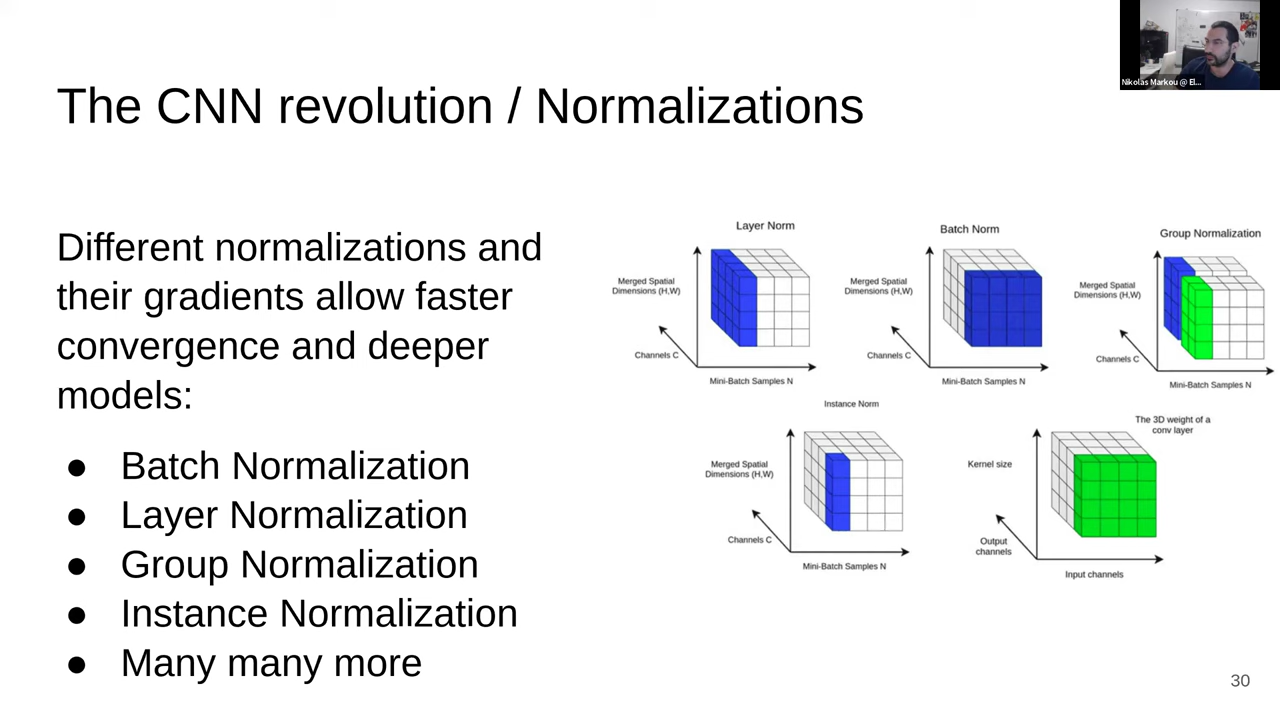 Nikolas Markou @ El...
The CNN revolution / Normalizations
Different normalizations and
their gradients allow faster
convergence and deeper
models:
● Batch Normalization
● Layer Normalization
● Group Normalization
● Instance Normalization
● Many many more
Layer Norm
Merged Spatial
Dimensions (H,W)
Channels C
Mini-Batch Samples N
Batch Norm
Merged Spatial
Dimensions (H,W)
Channels C
Mini-Batch Samples N
Group Normalization
Merged Spatial
Dimensions (H,W)
Channels C
Mini-Batch Samples N
Instance Norm
Merged Spatial
Dimensions (H,W)
Channels C
Mini-Batch Samples N
The 3D weight of a
conv layer
Kernel size
Output
channels
Input channels
30